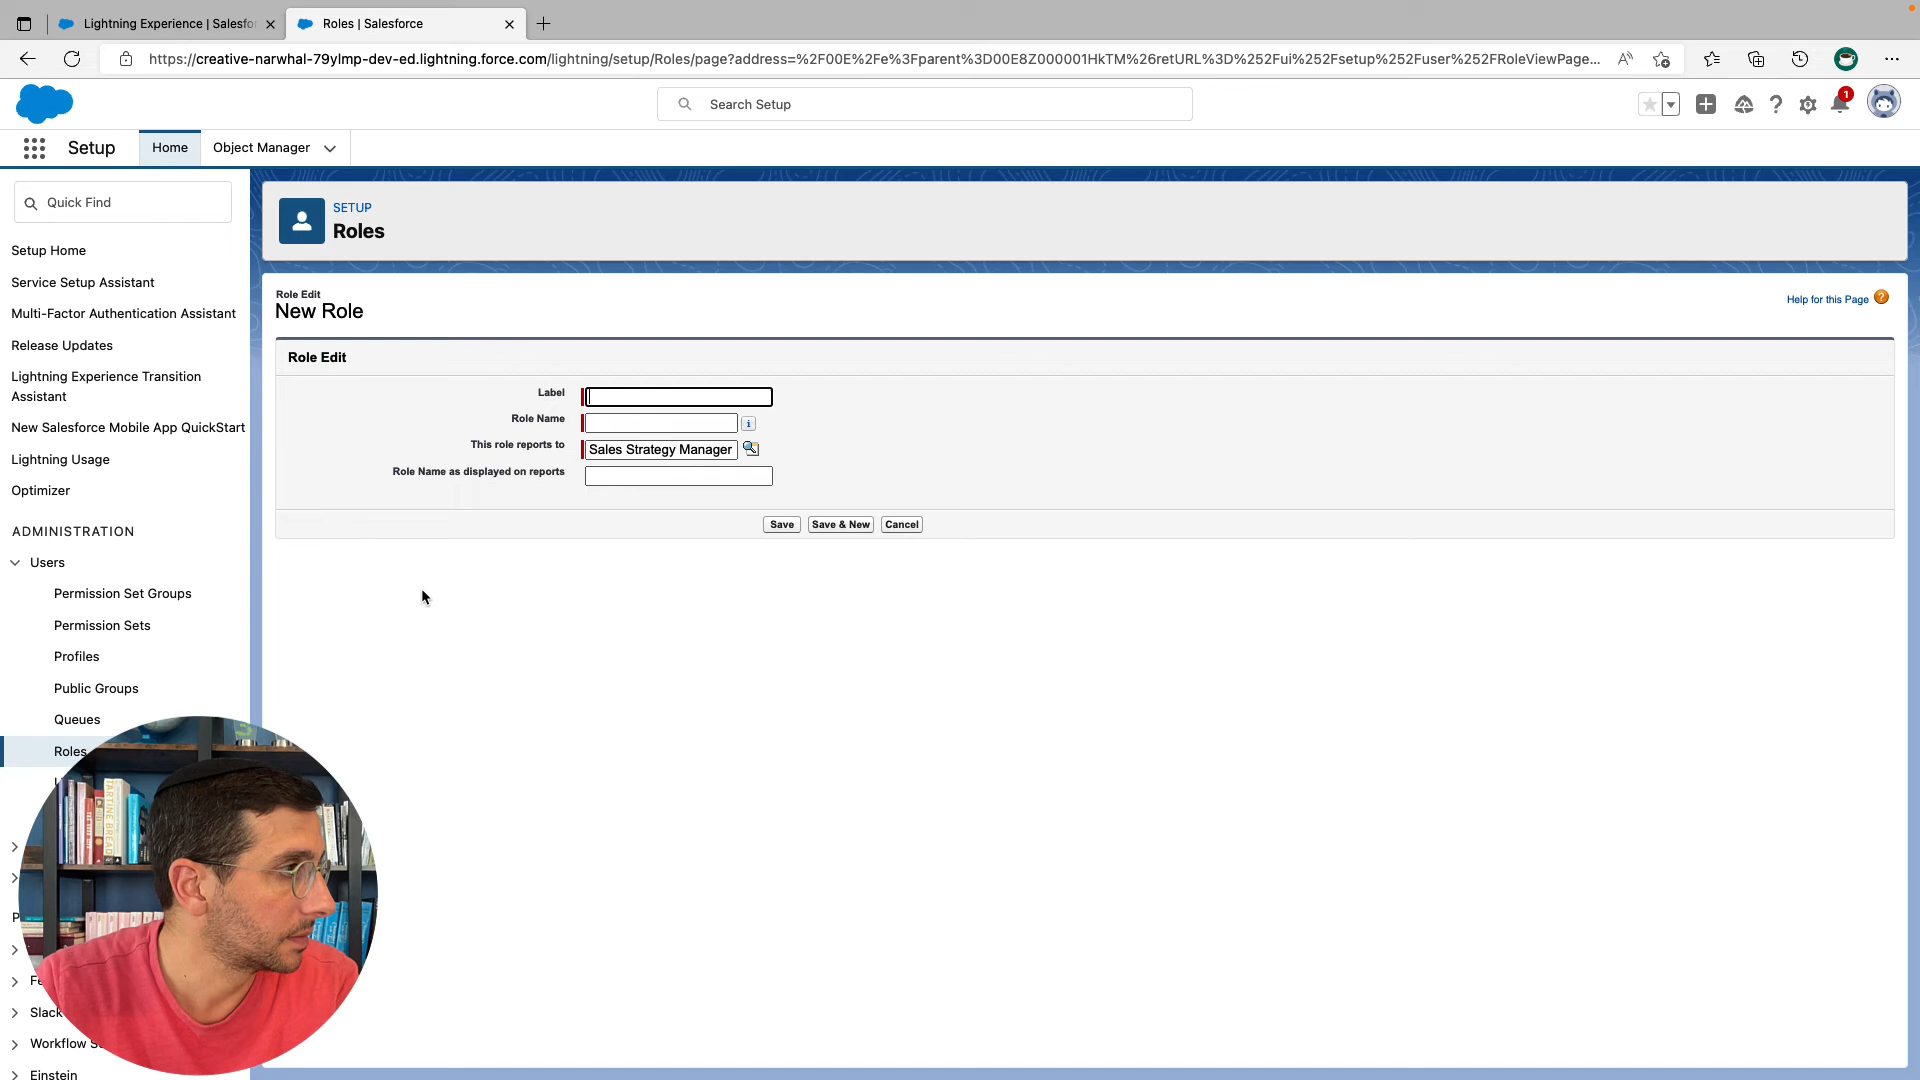 Lightning Experience | Salesfo
Roles | Salesforce
https://creative-narwhal-79ylmp-dev-ed.lightning.force.com/lightning/setup/Roles/page?address=%2F00E%2Fe%3Fparent%3D00E8Z000001HkTM%26retURL%3D%252Fui%252Fsetup%252Fuser%252FRoleViewPage...
Search Setup
1
Setup
Home
Object Manager
Quick Find
Setup Home
Service Setup Assistant
Multi-Factor Authentication Assistant
Release Updates
Lightning Experience Transition
Assistant
New Salesforce Mobile App QuickStart
Lightning Usage
Optimizer
ADMINISTRATION
Users
Permission Set Groups
Permission Sets
Profiles
Public Groups
Queues
Roles
Slack
Workflow S
Einstein
SETUP
Roles
Role Edit
New Role
Help for this Page ?
Role Edit
Label
Role Name
i
This role reports to
Sales Strategy Manager
Role Name as displayed on reports
Save
Save & New
Cancel